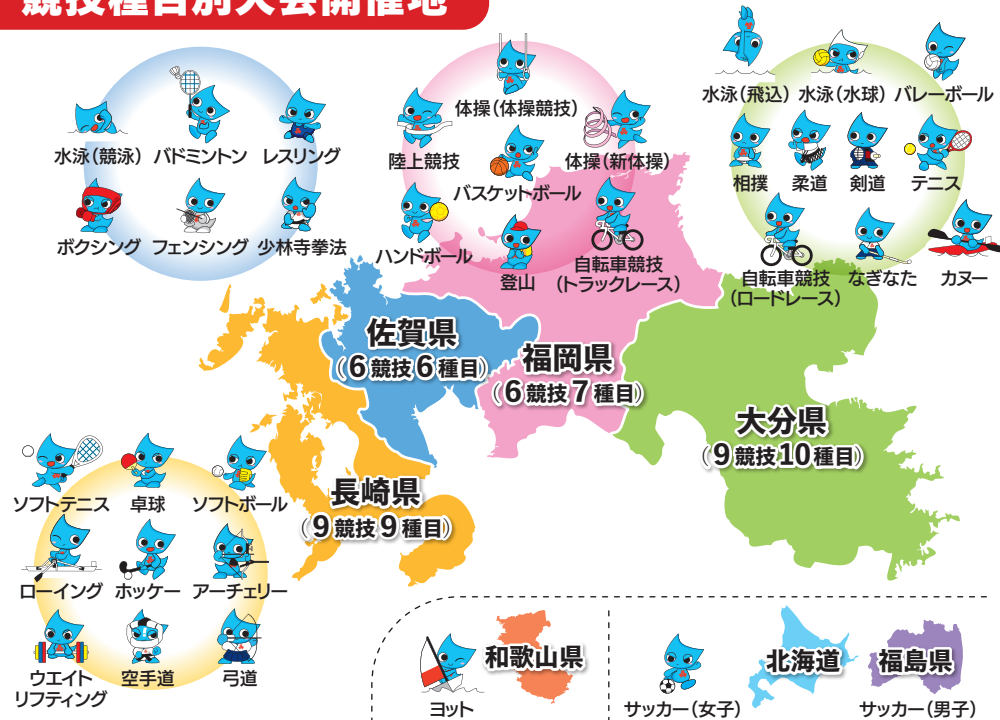 競技種目別大会開催地
水泳（競泳）
バドミントン
レスリング
ボクシング
フェンシング
少林寺拳法
体操（体操競技）
陸上競技
体操（新体操）
バスケットボール
ハンドボール
登山
自転車競技
（トラックレース）
水泳（飛込）
水泳（水球）
バレーボール
相撲
柔道
剣道
テニス
自転車競技
（ロードレース）
なぎなた
カヌー
佐賀県
（6競技6種目）
福岡県
（6競技7種目）
大分県
（9競技10種目）
長崎県
（9競技9種目）
ソフトテニス
卓球
ソフトボール
ローイング
ホッケー
アーチェリー
ウエイト
リフティング
空手道
弓道
和歌山県
ヨット
北海道
サッカー（女子）
福島県
サッカー（男子）